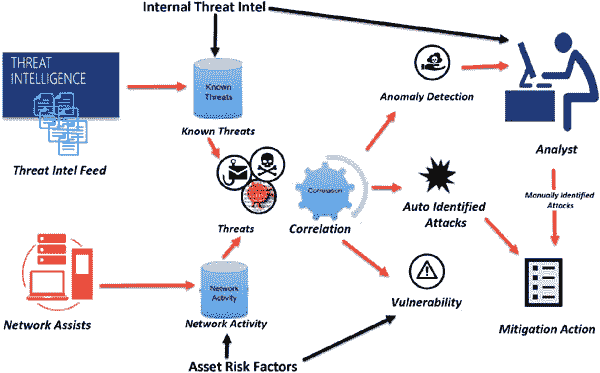 Internal Threat Intel
THREAT
INTELLIGENCE
Known
Threats
Known Threats
Threat Intel Feed
Anomaly Detection
Analyst
Manually Identified
Attacks
Threats
Correlation
Correlation
Auto Identified
Attacks
Network
Activity
Network Activity
Network Assists
Vulnerability
Mitigation Action
Asset Risk Factors